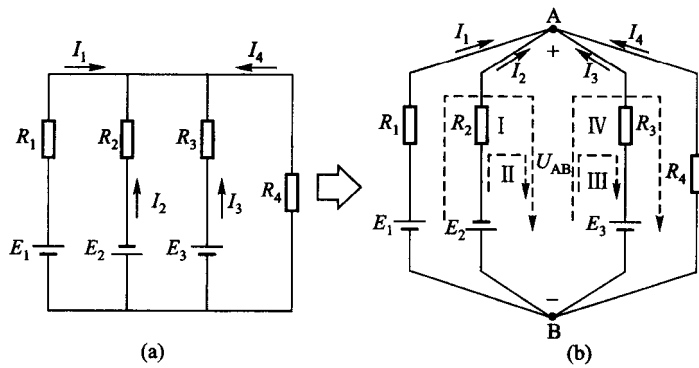 I₁ I₄
R₁ R₂ R₃ R₄
I₂ I₃
E₁ E₂ E₃
(a)
A
I₁ I₄
+
I₂ I₃
R₁ R₂ I IV R₃
II U_AB III R₄
E₁ E₂ E₃
−
B
(b)